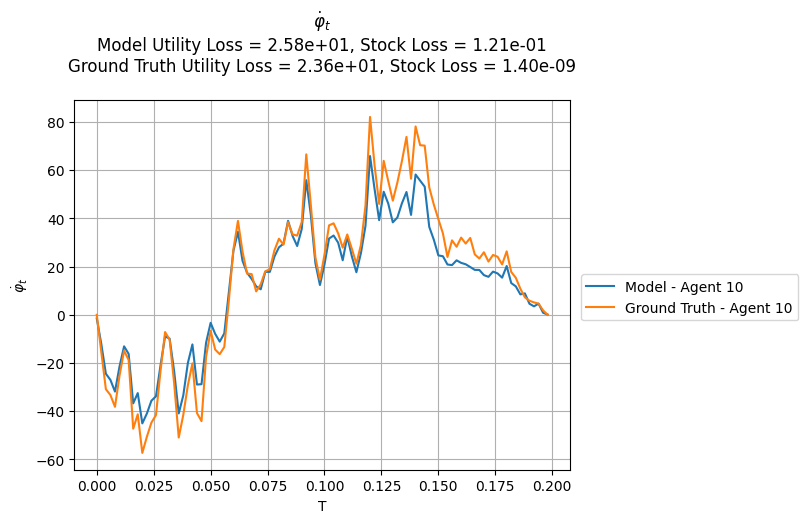 φ̇ₜ
Model Utility Loss = 2.58e+01, Stock Loss = 1.21e-01
Ground Truth Utility Loss = 2.36e+01, Stock Loss = 1.40e-09
φ̇ₜ
80
60
40
20
0
−20
−40
−60
0.000 0.025 0.050 0.075 0.100 0.125 0.150 0.175 0.200
T
Model - Agent 10
Ground Truth - Agent 10